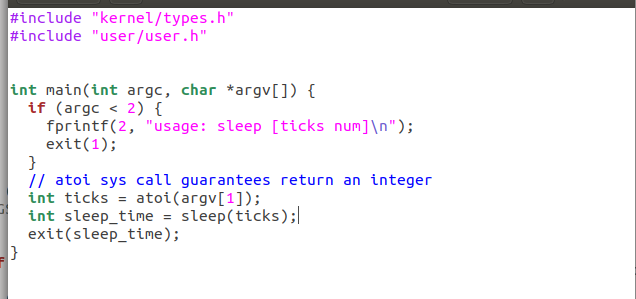 #include "kernel/types.h"
#include "user/user.h"
int main(int argc, char *argv[]) {
if (argc < 2) {
fprintf(2, "usage: sleep [ticks num]\n");
exit(1);
}
// atoi sys call guarantees return an integer
int ticks = atoi(argv[1]);
int sleep_time = sleep(ticks);
exit(sleep_time);
}